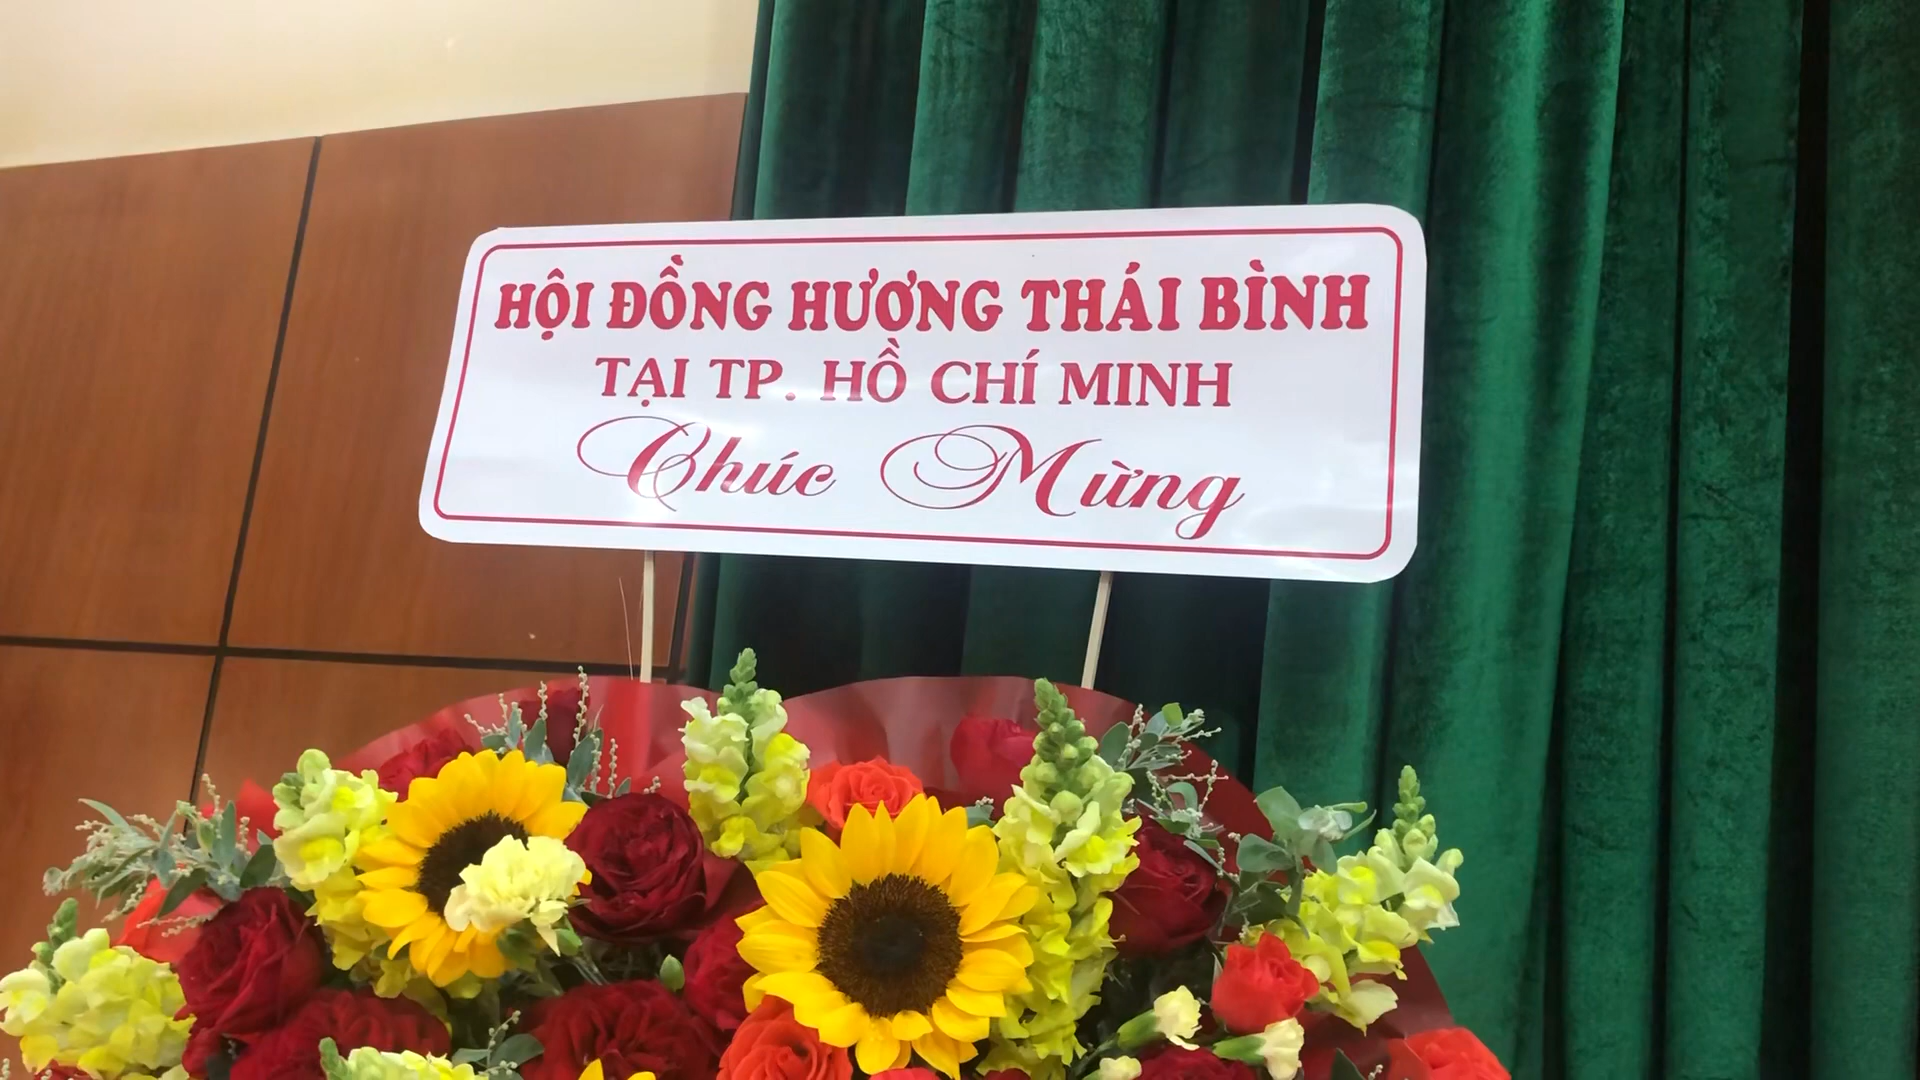 HỘI ĐỒNG HƯƠNG THÁI BÌNH
TẠI TP. HỒ CHÍ MINH
Chúc Mừng